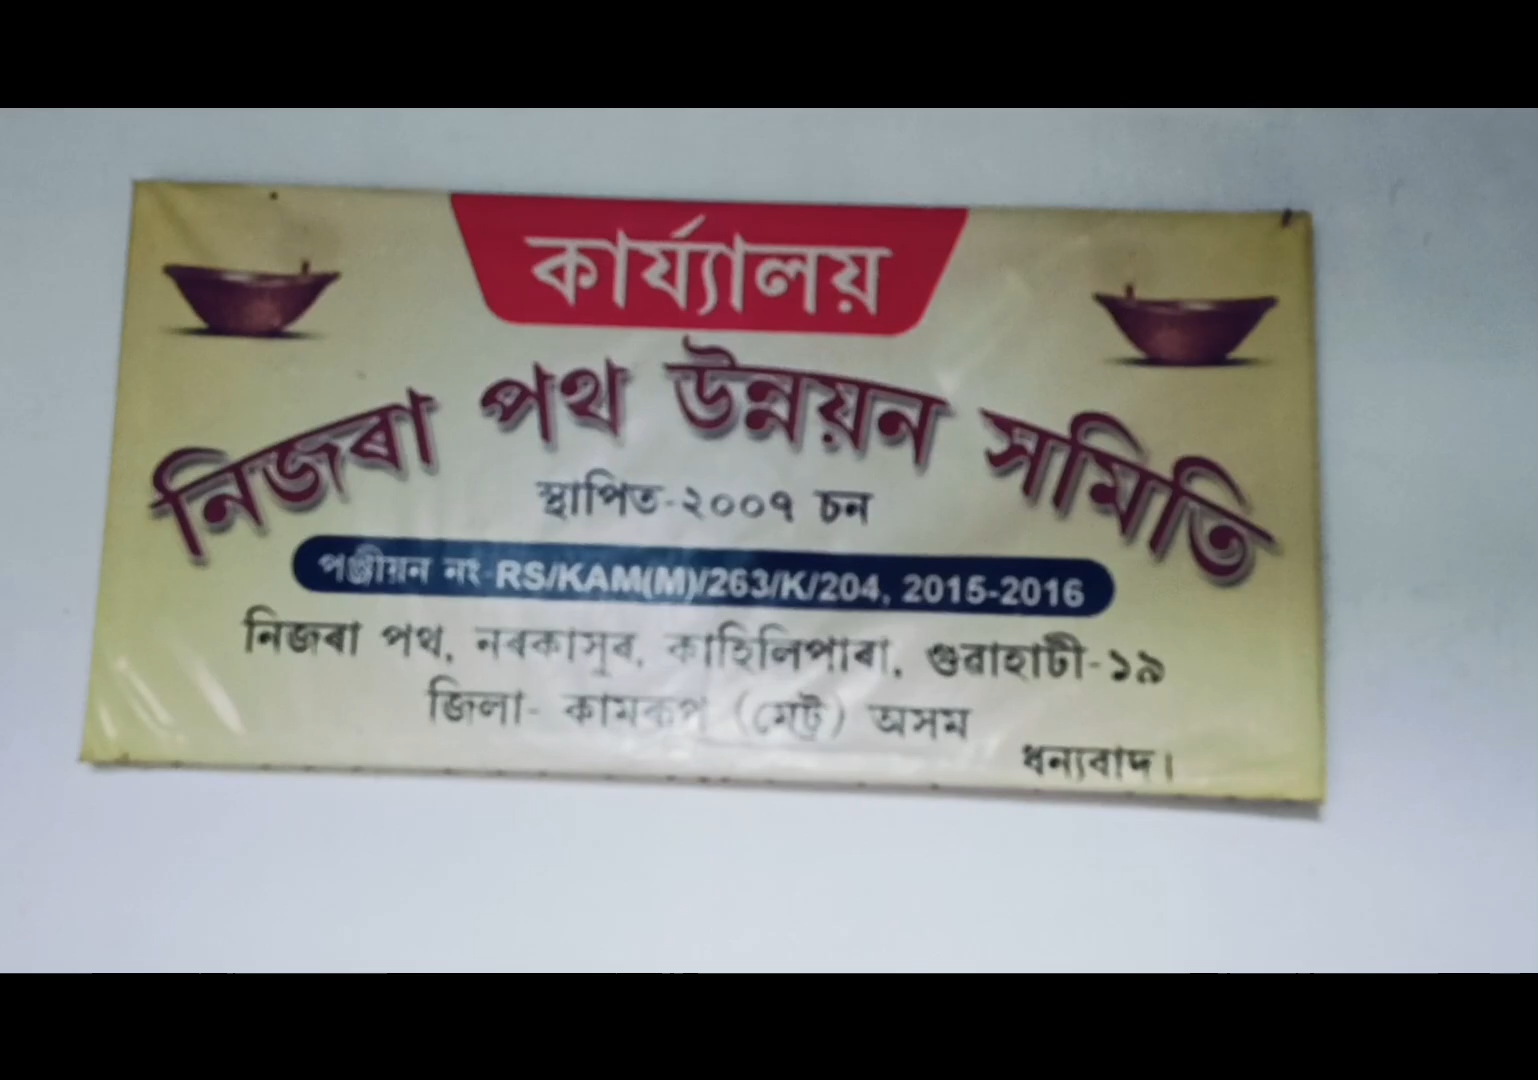 কাৰ্য্যালয়
নিজৰা পথ উন্নয়ন সমিতি
স্থাপিত-২০০৭ চন
পঞ্জীয়ন নং-RS/KAM(M)/263/K/204, 2015-2016
নিজৰা পথ, নৰকাসুৰ, কাহিলিপাৰা, গুৱাহাটী-১৯
জিলা- কামৰূপ (মেট্ৰ') অসম
ধন্যবাদ।